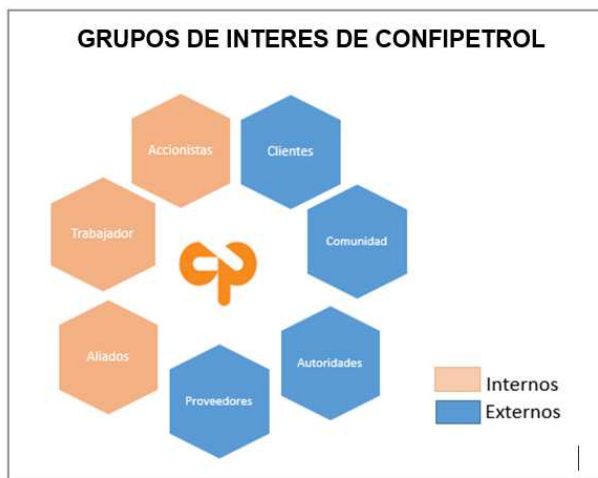 GRUPOS DE INTERES DE CONFIPETROL
Accionistas
Clientes
Trabajador
Comunidad
Aliados
Autoridades
Proveedores
Internos
Externos